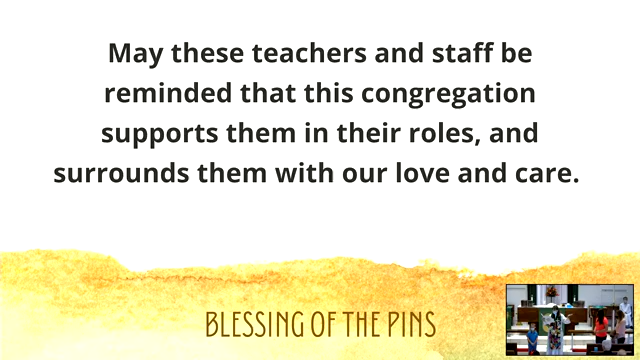 May these teachers and staff be
reminded that this congregation
supports them in their roles, and
surrounds them with our love and care.
BLESSING OF THE PINS